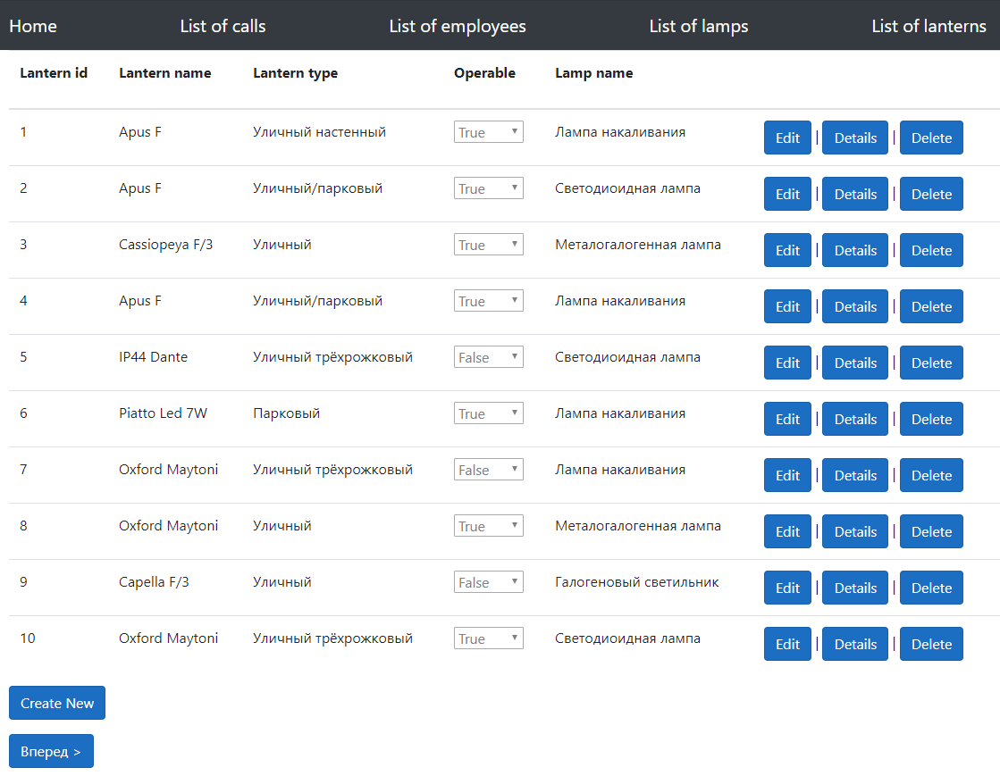 Home List of calls List of employees List of lamps List of lanterns
Lantern id Lantern name Lantern type Operable Lamp name
1 Apus F Уличный настенный True Лампа накаливания Edit | Details | Delete
2 Apus F Уличный/парковый True Светодиоидная лампа Edit | Details | Delete
3 Cassiopeya F/3 Уличный True Металогалогенная лампа Edit | Details | Delete
4 Apus F Уличный/парковый True Лампа накаливания Edit | Details | Delete
5 IP44 Dante Уличный трёхрожковый False Светодиоидная лампа Edit | Details | Delete
6 Piatto Led 7W Парковый True Лампа накаливания Edit | Details | Delete
7 Oxford Maytoni Уличный трёхрожковый False Лампа накаливания Edit | Details | Delete
8 Oxford Maytoni Уличный True Металогалогенная лампа Edit | Details | Delete
9 Capella F/3 Уличный False Галогеновый светильник Edit | Details | Delete
10 Oxford Maytoni Уличный трёхрожковый True Светодиоидная лампа Edit | Details | Delete
Create New
Вперед >